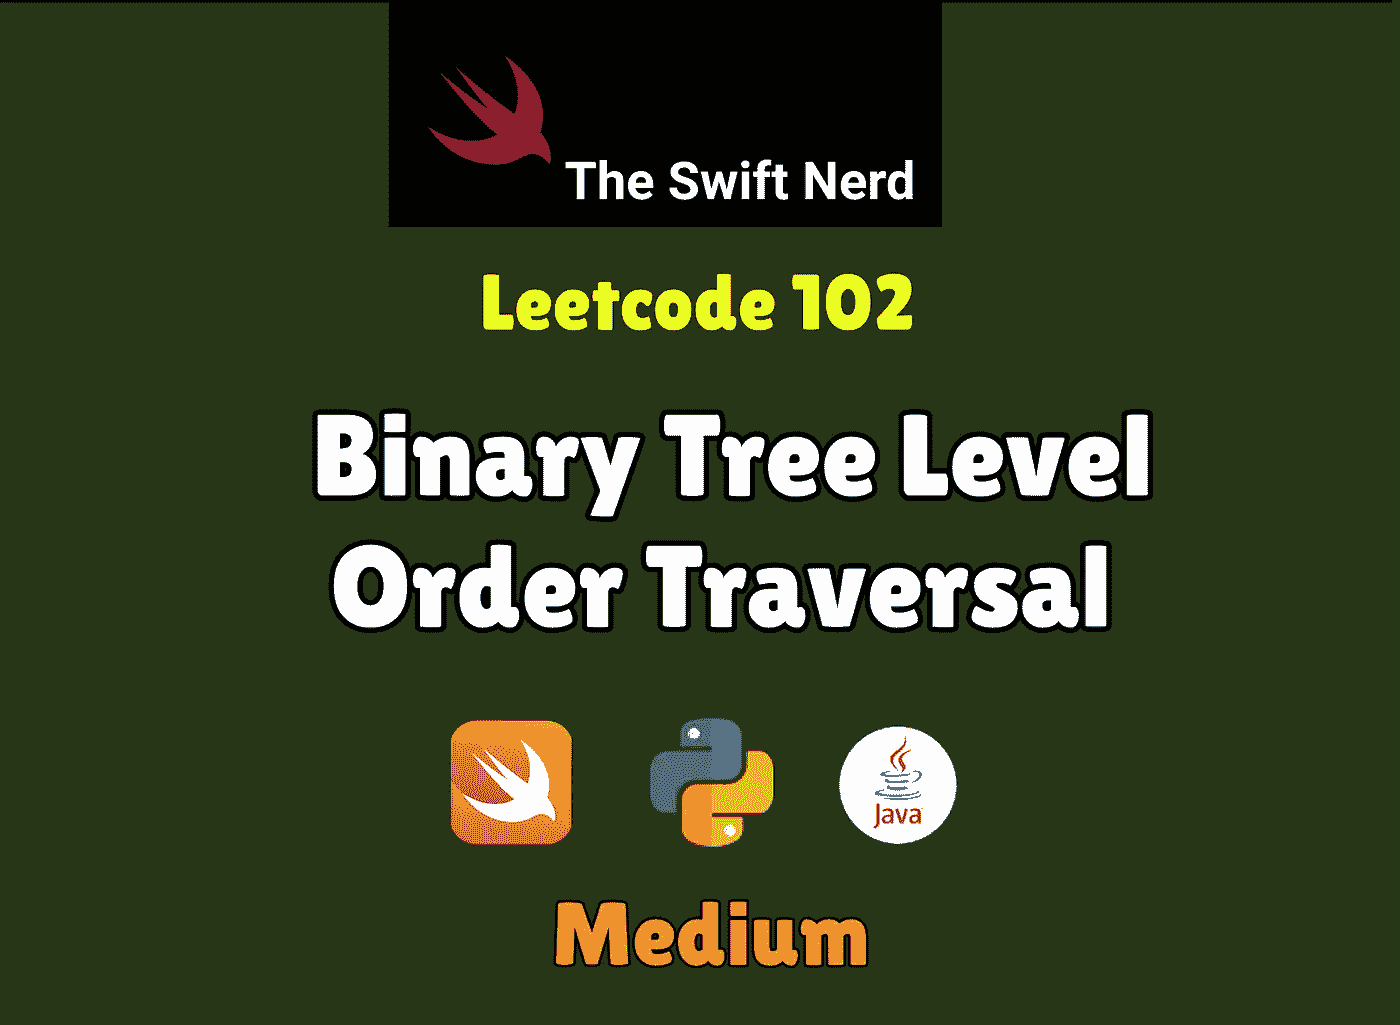 The Swift Nerd
Leetcode 102
Binary Tree Level
Order Traversal
Java
Medium